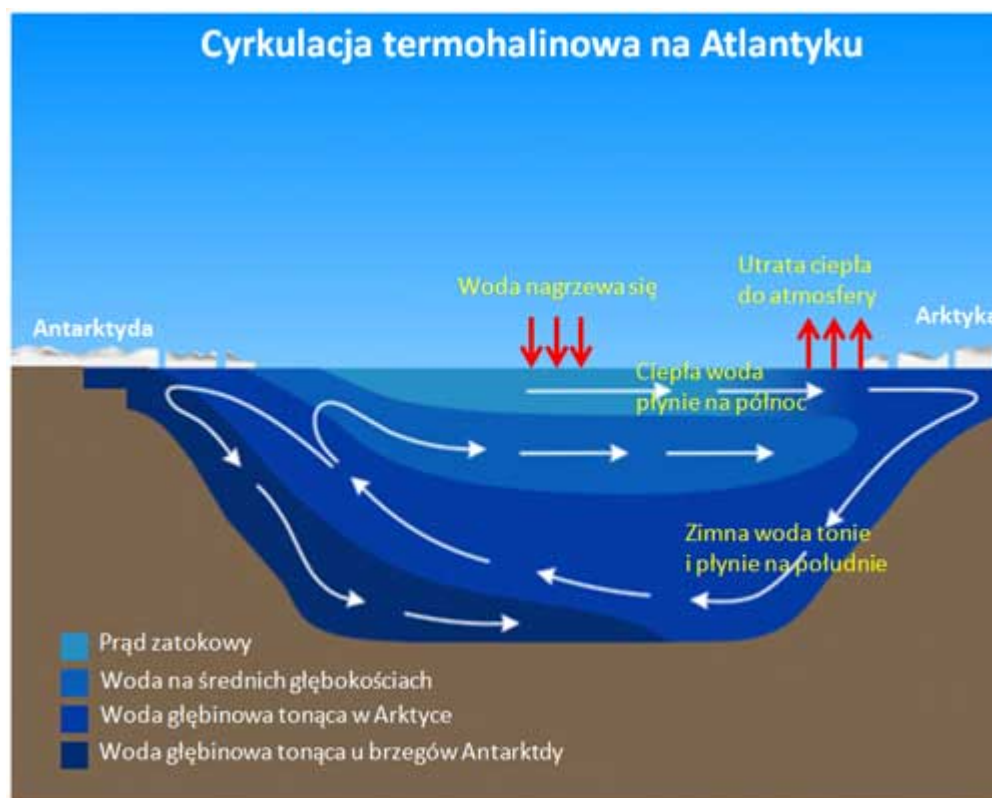 Cyrkulacja termohalinowa na Atlantyku
Utrata ciepła
do atmosfery
Woda nagrzewa się
Antarktyda
Arktyka
Ciepła woda
płynie na północ
Zimna woda tonie
i płynie na południe
Prąd zatokowy
Woda na średnich głębokościach
Woda głębinowa tonąca w Arktyce
Woda głębinowa tonąca u brzegów Antarktdy